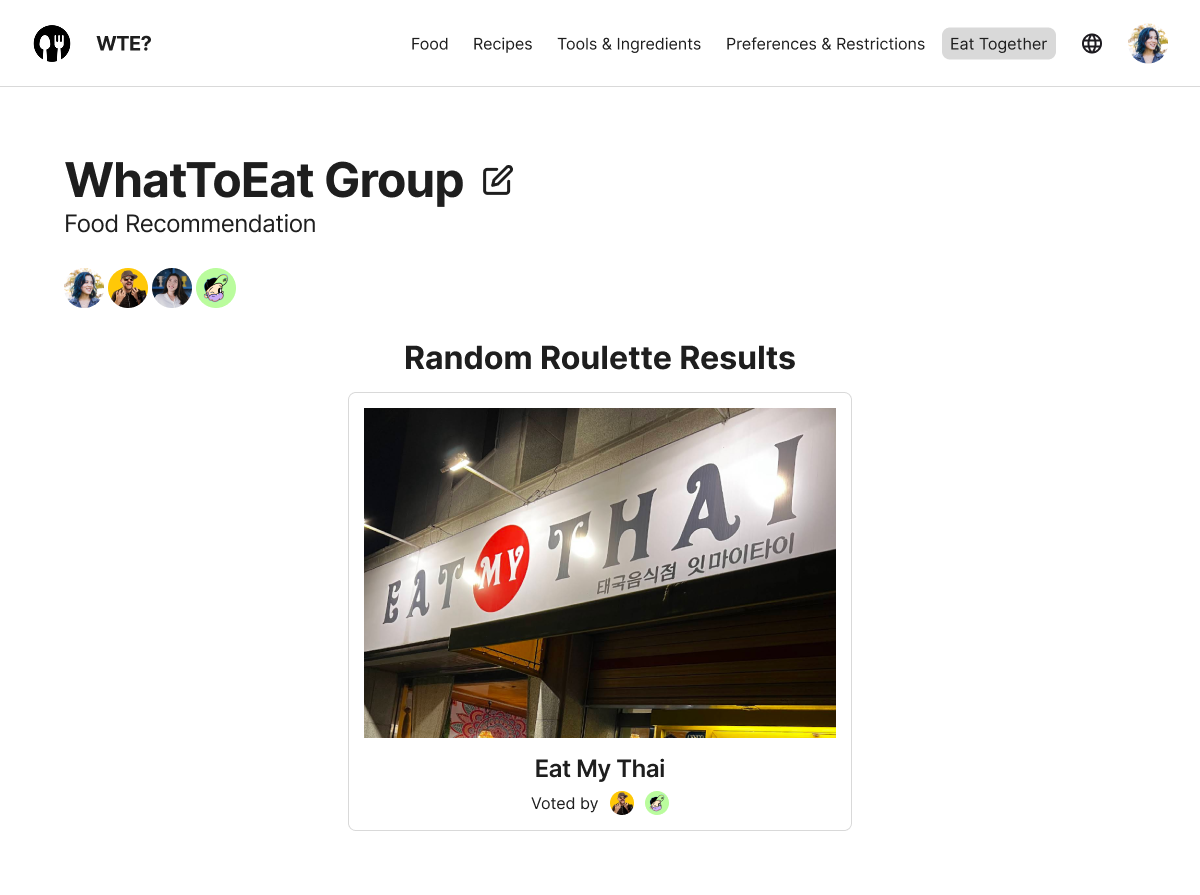 WTE?
Food
Recipes
Tools & Ingredients
Preferences & Restrictions
Eat Together
WhatToEat Group
Food Recommendation
Random Roulette Results
EAT MY THAI
태국음식점 잇마이타이
Eat My Thai
Voted by